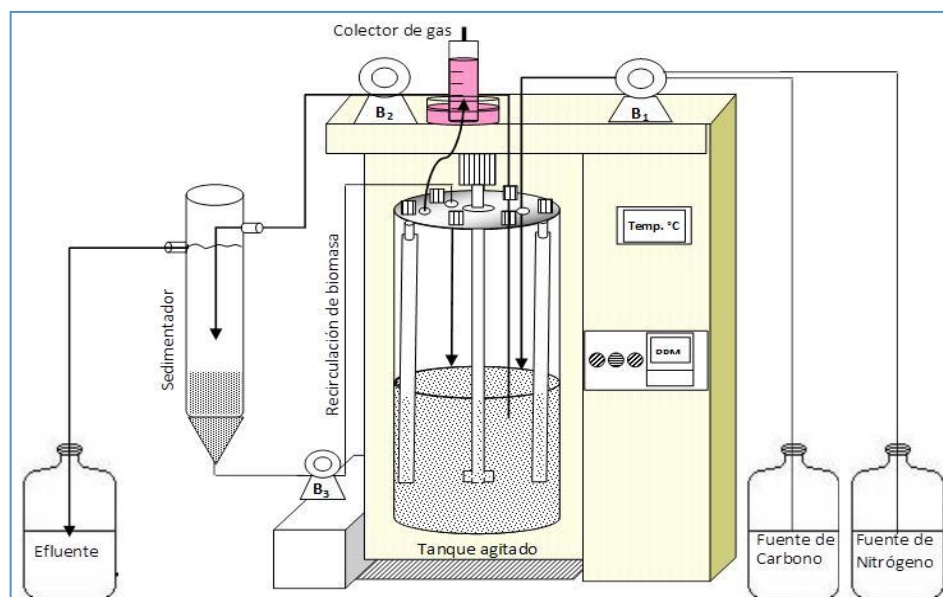 Colector de gas
B2
B1
Temp. °C
Sedimentador
Recirculación de biomasa
B3
Efluente
Tanque agitado
Fuente de
Carbono
Fuente de
Nitrógeno